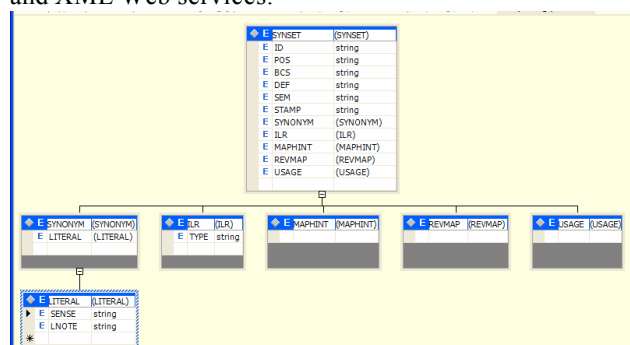 and XML Web services.
E SYNSET (SYNSET)
E ID string
E POS string
E BCS string
E DEF string
E SEM string
E STAMP string
E SYNONYM (SYNONYM)
E ILR (ILR)
E MAPHINT (MAPHINT)
E REVMAP (REVMAP)
E USAGE (USAGE)
E SYNONYM (SYNONYM)
E LITERAL (LITERAL)
E ILR (ILR)
E TYPE string
E MAPHINT (MAPHINT)
E REVMAP (REVMAP)
E USAGE (USAGE)
E LITERAL (LITERAL)
E SENSE string
E LNOTE string